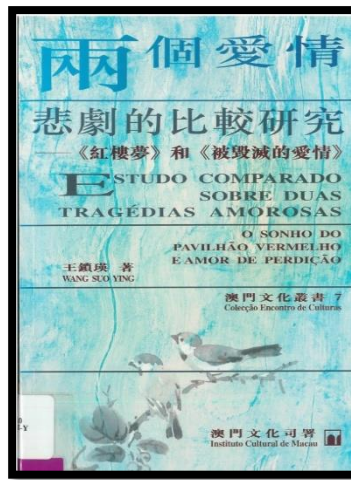 兩個愛情
悲劇的比較研究
——《紅樓夢》和《被毀滅的愛情》
ESTUDO COMPARADO
SOBRE DUAS
TRAGÉDIAS AMOROSAS
O SONHO DO
PAVILHÃO VERMELHO
E AMOR DE PERDIÇÃO
王鎖瑛 著
WANG SUO YING
澳門文化叢書 7
Colecção Encontro de Culturas
澳門文化司署
Instituto Cultural de Macau